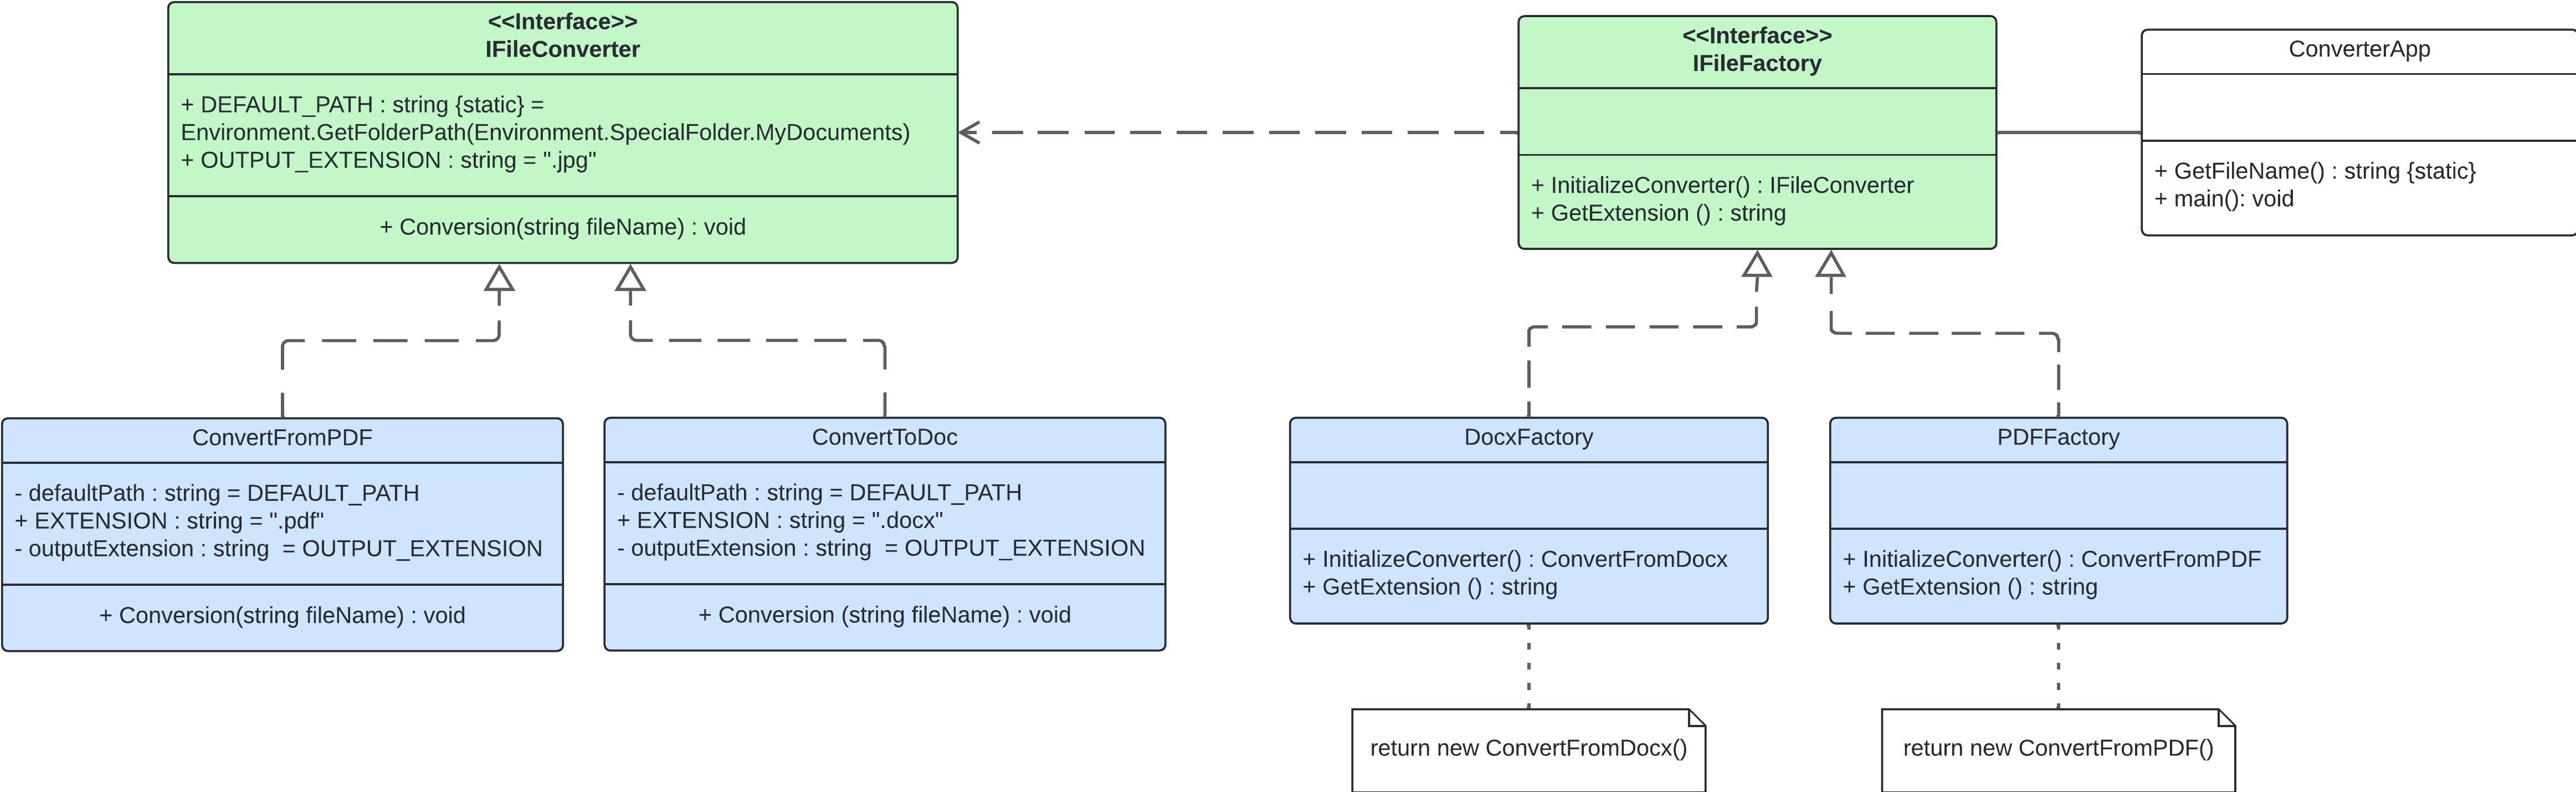 <<Interface>>
IFileConverter
+ DEFAULT_PATH : string {static} =
Environment.GetFolderPath(Environment.SpecialFolder.MyDocuments)
+ OUTPUT_EXTENSION : string = ".jpg"
+ Conversion(string fileName) : void
<<Interface>>
IFileFactory
+ InitializeConverter() : IFileConverter
+ GetExtension () : string
ConverterApp
+ GetFileName() : string {static}
+ main(): void
ConvertFromPDF
- defaultPath : string = DEFAULT_PATH
+ EXTENSION : string = ".pdf"
- outputExtension : string  = OUTPUT_EXTENSION
+ Conversion(string fileName) : void
ConvertToDoc
- defaultPath : string = DEFAULT_PATH
+ EXTENSION : string = ".docx"
- outputExtension : string  = OUTPUT_EXTENSION
+ Conversion (string fileName) : void
DocxFactory
+ InitializeConverter() : ConvertFromDocx
+ GetExtension () : string
PDFFactory
+ InitializeConverter() : ConvertFromPDF
+ GetExtension () : string
return new ConvertFromDocx()
return new ConvertFromPDF()